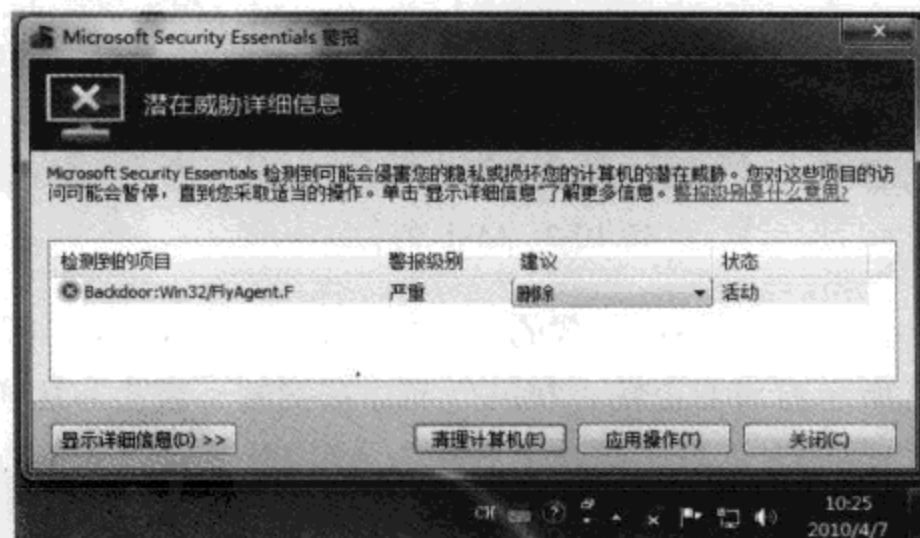 Microsoft Security Essentials 警报
潜在威胁详细信息
Microsoft Security Essentials 检测到可能会侵害您的隐私或损坏您的计算机的潜在威胁。您对这些项目的访
问可能会暂停，直到您采取适当的操作。单击"显示详细信息"了解更多信息。警报级别是什么意思?
检测到的项目 警报级别 建议 状态
Backdoor:Win32/FlyAgent.F 严重 删除 活动
显示详细信息(D) >> 清理计算机(E) 应用操作(T) 关闭(C)
CH 10:25
2010/4/7